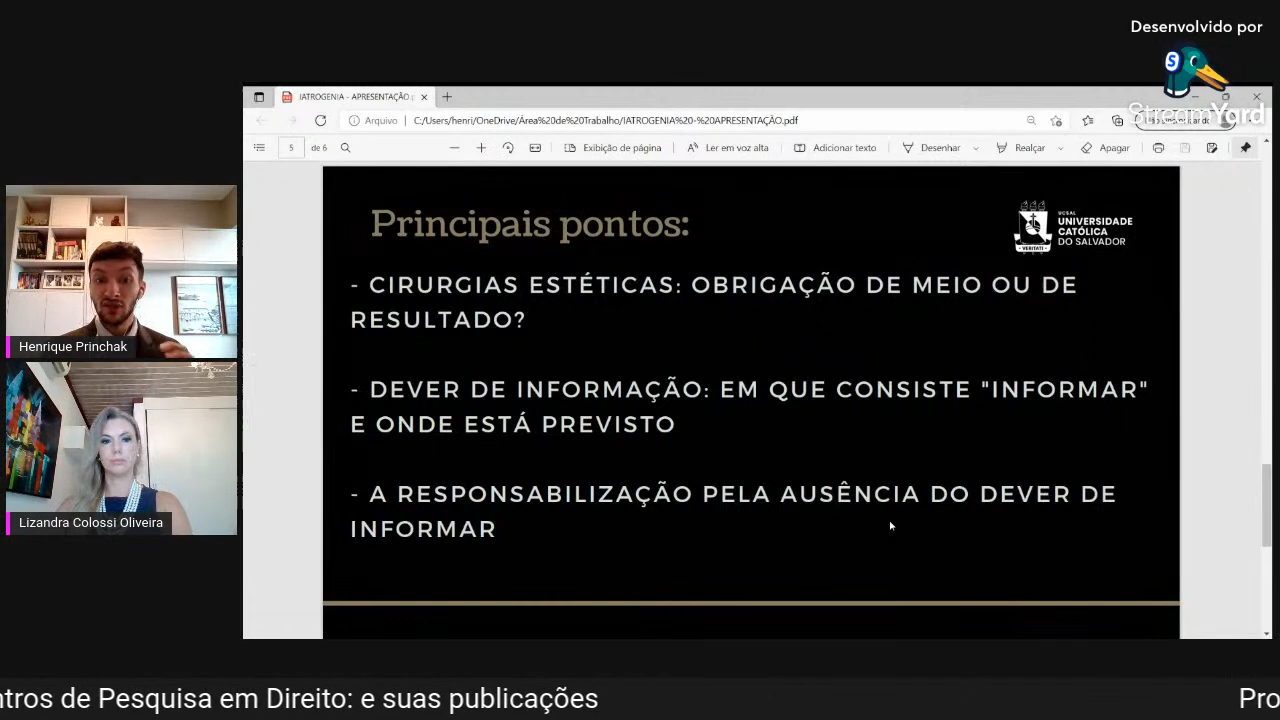 Desenvolvido por
StreamYard
IATROGENIA - APRESENTAÇÃO
Arquivo
C:/Users/henri/OneDrive/Área%20de%20Trabalho/IATROGENIA%20-%20APRESENTAÇÃO.pdf
5
de 6
Exibição de página
Ler em voz alta
Adicionar texto
Desenhar
Realçar
Apagar
Principais pontos:
UCSAL
UNIVERSIDADE
CATÓLICA
DO SALVADOR
VERITATI
- CIRURGIAS ESTÉTICAS: OBRIGAÇÃO DE MEIO OU DE
RESULTADO?
- DEVER DE INFORMAÇÃO: EM QUE CONSISTE "INFORMAR"
E ONDE ESTÁ PREVISTO
- A RESPONSABILIZAÇÃO PELA AUSÊNCIA DO DEVER DE
INFORMAR
Henrique Princhak
Lizandra Colossi Oliveira
ntros de Pesquisa em Direito: e suas publicações
Pro